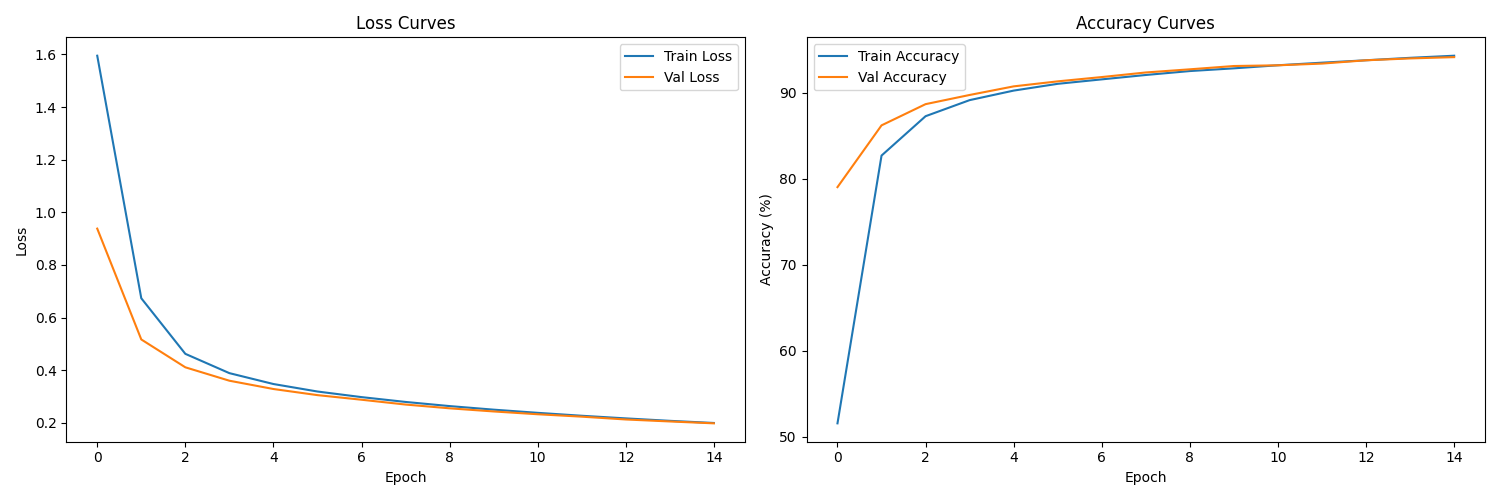 Loss Curves
Train Loss
Val Loss
1.6
1.4
1.2
1.0
0.8
0.6
0.4
0.2
Loss
0 2 4 6 8 10 12 14
Epoch
Accuracy Curves
Train Accuracy
Val Accuracy
90
80
70
60
50
Accuracy (%)
0 2 4 6 8 10 12 14
Epoch